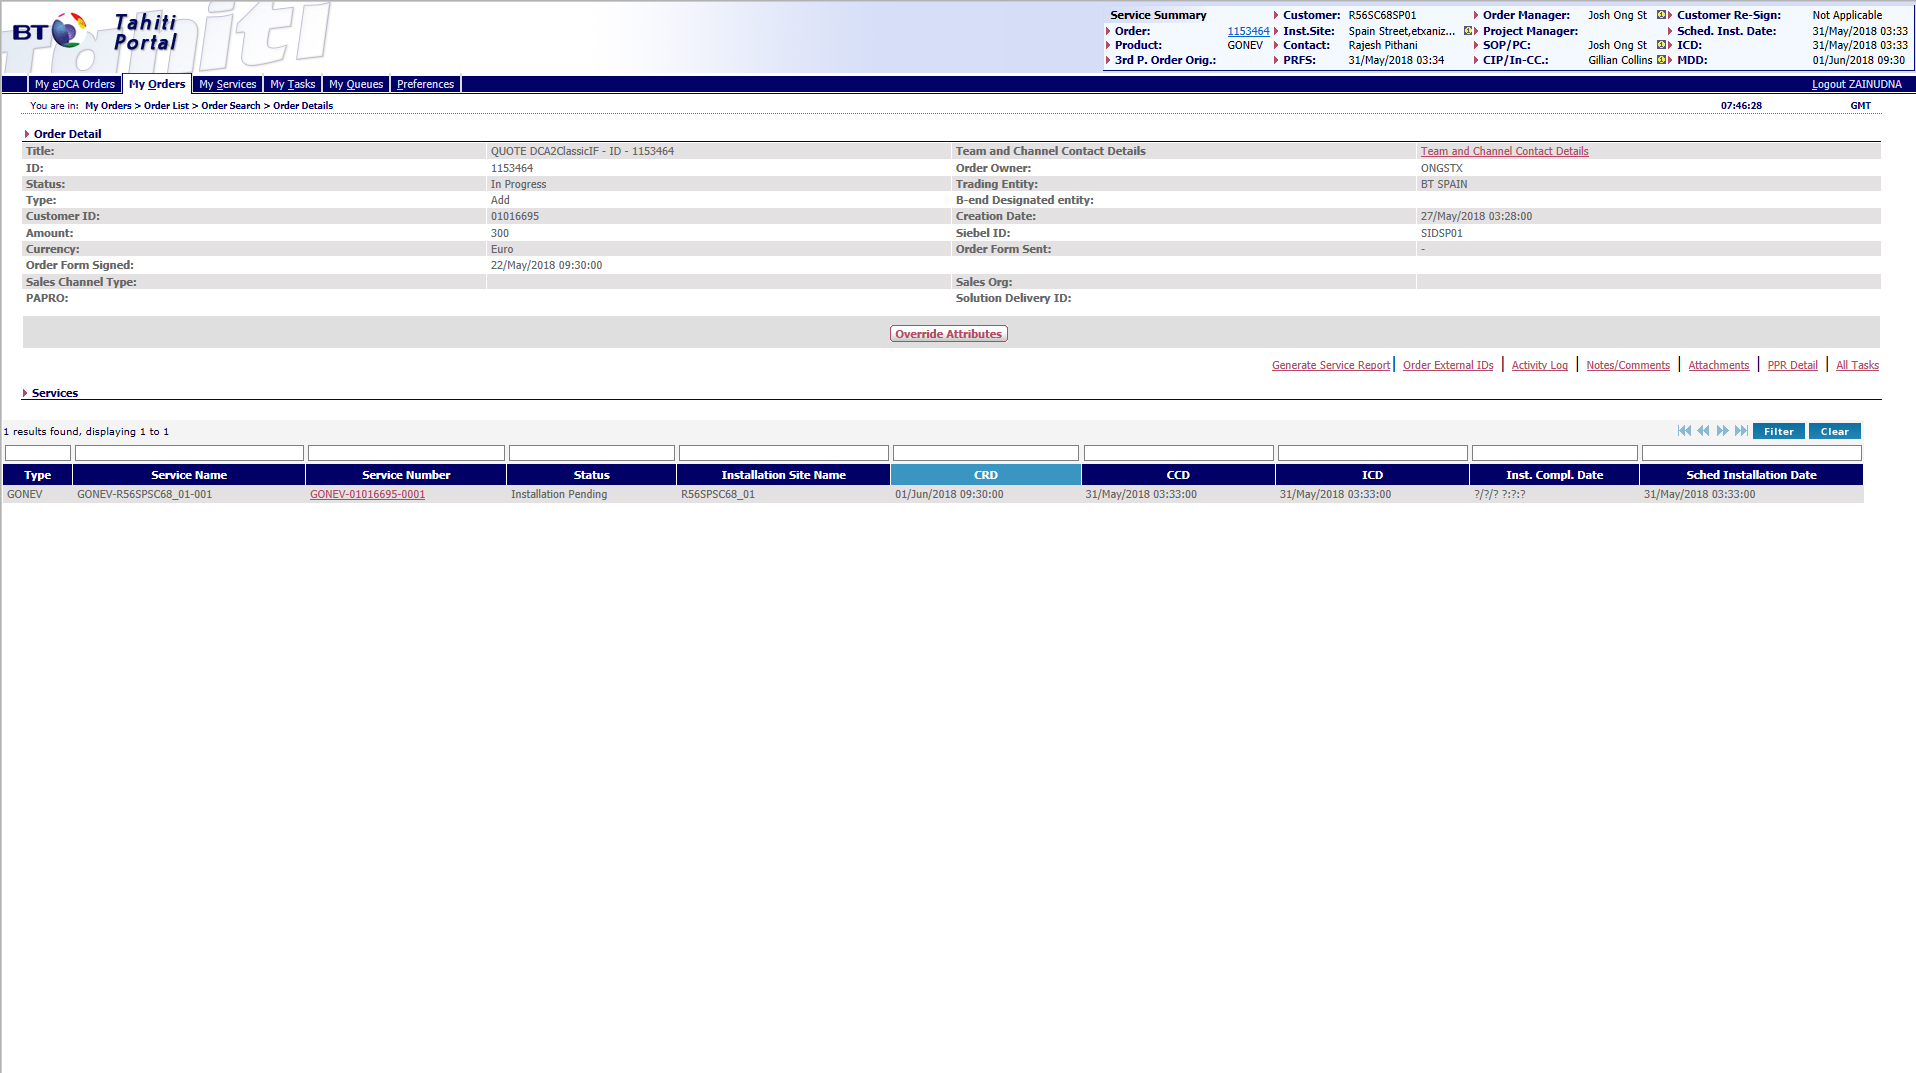 BT Tahiti Portal
Service Summary Customer: R56SC68SP01 Order Manager: Josh Ong St Customer Re-Sign: Not Applicable
Order: 1153464 Inst.Site: Spain Street,etxaniz... Project Manager: Sched. Inst. Date: 31/May/2018 03:33
Product: GONEV Contact: Rajesh Pithani SOP/PC: Josh Ong St ICD: 31/May/2018 03:33
3rd P. Order Orig.: PRFS: 31/May/2018 03:34 CIP/In-CC.: Gillian Collins MDD: 01/Jun/2018 09:30
My eDCA Orders My Orders My Services My Tasks My Queues Preferences Logout ZAINUDNA
You are in: My Orders > Order List > Order Search > Order Details 07:46:28 GMT
Order Detail
Title: QUOTE DCA2ClassicIF - ID - 1153464 Team and Channel Contact Details Team and Channel Contact Details
ID: 1153464 Order Owner: ONGSTX
Status: In Progress Trading Entity: BT SPAIN
Type: Add B-end Designated entity:
Customer ID: 01016695 Creation Date: 27/May/2018 03:28:00
Amount: 300 Siebel ID: SIDSP01
Currency: Euro Order Form Sent: -
Order Form Signed: 22/May/2018 09:30:00
Sales Channel Type: Sales Org:
PAPRO: Solution Delivery ID:
Override Attributes
Generate Service Report | Order External IDs | Activity Log | Notes/Comments | Attachments | PPR Detail | All Tasks
Services
1 results found, displaying 1 to 1 Filter Clear
Type Service Name Service Number Status Installation Site Name CRD CCD ICD Inst. Compl. Date Sched Installation Date
GONEV GONEV-R56SPSC68_01-001 GONEV-01016695-0001 Installation Pending R56SPSC68_01 01/Jun/2018 09:30:00 31/May/2018 03:33:00 31/May/2018 03:33:00 ?/?/? ?:?:? 31/May/2018 03:33:00